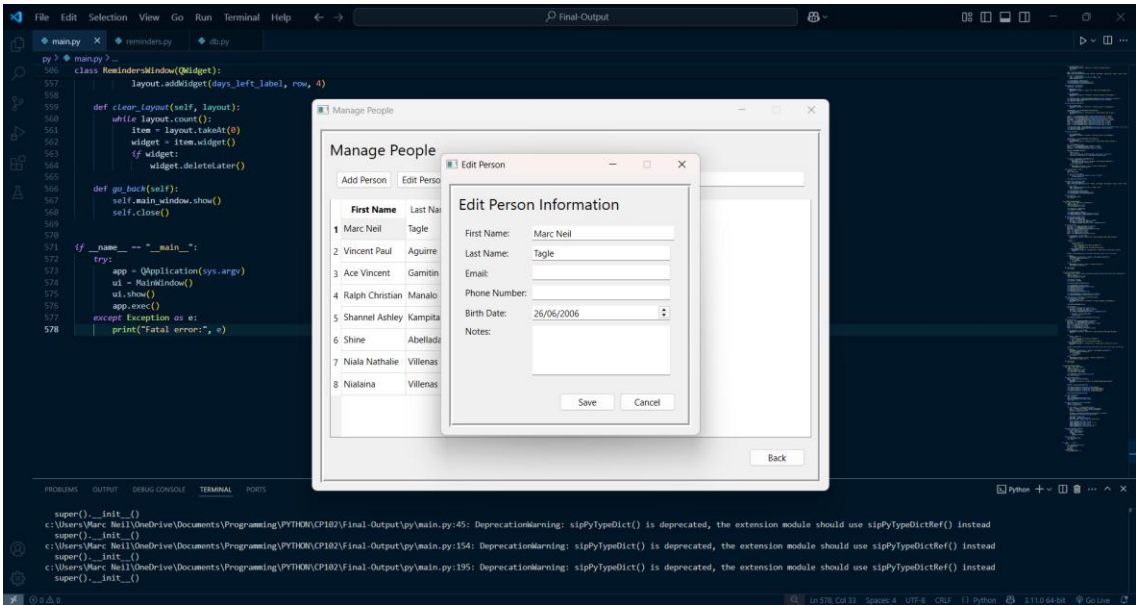 File Edit Selection View Go Run Terminal Help
Final-Output
main.py
reminders.py
db.py
py > main.py > ...
506 class RemindersWindow(QWidget):
557 layout.addWidget(days_left_label, row, 4)
558
559 def clear_layout(self, layout):
560 while layout.count():
561 item = layout.takeAt(0)
562 widget = item.widget()
563 if widget:
564 widget.deleteLater()
565
566 def go_back(self):
567 self.main_window.show()
568 self.close()
569
570
571 if __name__ == "__main__":
572 try:
573 app = QApplication(sys.argv)
574 ui = MainWindow()
575 ui.show()
576 app.exec()
577 except Exception as e:
578 print("Fatal error:", e)
Manage People
Manage People
Add Person
Edit Perso
First Name Last Na
1 Marc Neil Tagle
2 Vincent Paul Aguirre
3 Ace Vincent Gamitin
4 Ralph Christian Manalo
5 Shannel Ashley Kampita
6 Shine Abellada
7 Niala Nathalie Villenas
8 Nialaina Villenas
Back
Edit Person
Edit Person Information
First Name: Marc Neil
Last Name: Tagle
Email:
Phone Number:
Birth Date: 26/06/2006
Notes:
Save Cancel
PROBLEMS OUTPUT DEBUG CONSOLE TERMINAL PORTS
Python
super().__init__()
c:\Users\Marc Neil\OneDrive\Documents\Programming\PYTHON\CP102\Final-Output\py\main.py:45: DeprecationWarning: sipPyTypeDict() is deprecated, the extension module should use sipPyTypeDictRef() instead
super().__init__()
c:\Users\Marc Neil\OneDrive\Documents\Programming\PYTHON\CP102\Final-Output\py\main.py:154: DeprecationWarning: sipPyTypeDict() is deprecated, the extension module should use sipPyTypeDictRef() instead
super().__init__()
c:\Users\Marc Neil\OneDrive\Documents\Programming\PYTHON\CP102\Final-Output\py\main.py:195: DeprecationWarning: sipPyTypeDict() is deprecated, the extension module should use sipPyTypeDictRef() instead
super().__init__()
0 0 Ln 578, Col 33 Spaces: 4 UTF-8 CRLF Python 3.11.0 64-bit Go Live